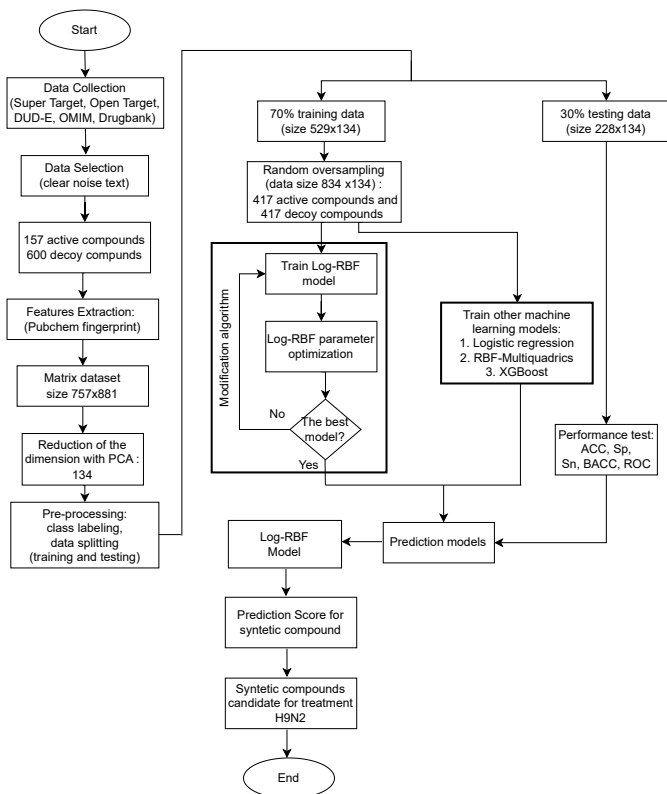 Start
Data Collection
(Super Target, Open Target,
DUD-E, OMIM, Drugbank)
Data Selection
(clear noise text)
157 active compounds
600 decoy compunds
Features Extraction:
(Pubchem fingerprint)
Matrix dataset
size 757x881
Reduction of the
dimension with PCA :
134
Pre-processing:
class labeling,
data splitting
(training and testing)
70% training data
(size 529x134)
Random oversampling
(data size 834 x134) :
417 active compounds and
417 decoy compounds
Modification algorithm
Train Log-RBF
model
Log-RBF parameter
optimization
The best
model?
No
Yes
Train other machine
learning models:
1. Logistic regression
2. RBF-Multiquadrics
3. XGBoost
30% testing data
(size 228x134)
Performance test:
ACC, Sp,
Sn, BACC, ROC
Prediction models
Log-RBF
Model
Prediction Score for
syntetic compound
Syntetic compounds
candidate for treatment
H9N2
End